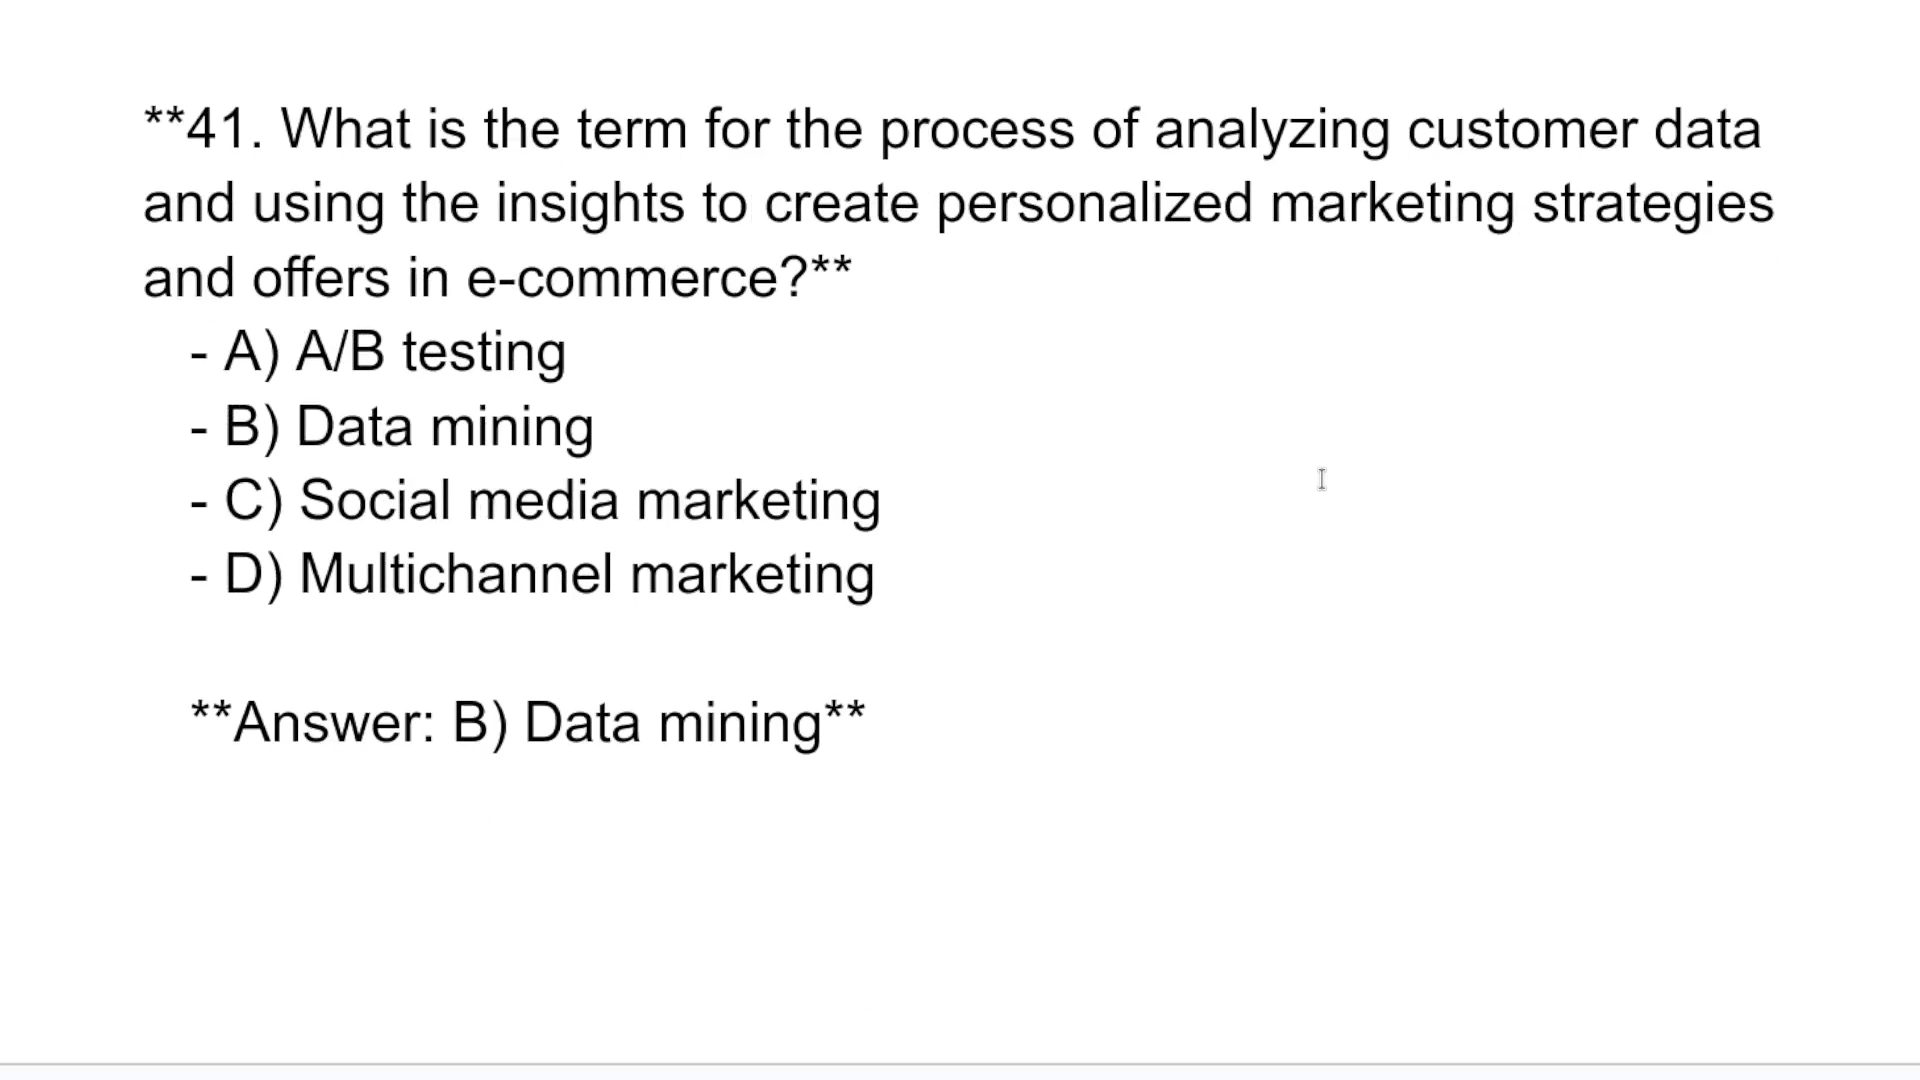 **41. What is the term for the process of analyzing customer data
and using the insights to create personalized marketing strategies
and offers in e-commerce?**
- A) A/B testing
- B) Data mining
- C) Social media marketing
- D) Multichannel marketing
**Answer: B) Data mining**